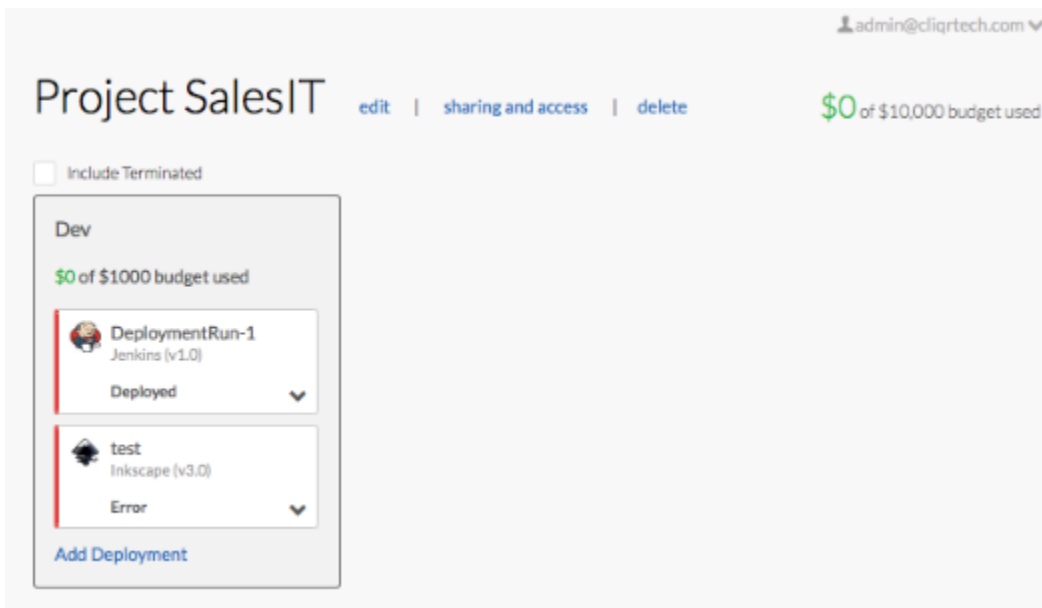 admin@cliqrtech.com
Project SalesIT edit | sharing and access | delete
$0 of $10,000 budget used
Include Terminated
Dev
$0 of $1000 budget used
DeploymentRun-1
Jenkins (v1.0)
Deployed
test
Inkscape (v3.0)
Error
Add Deployment